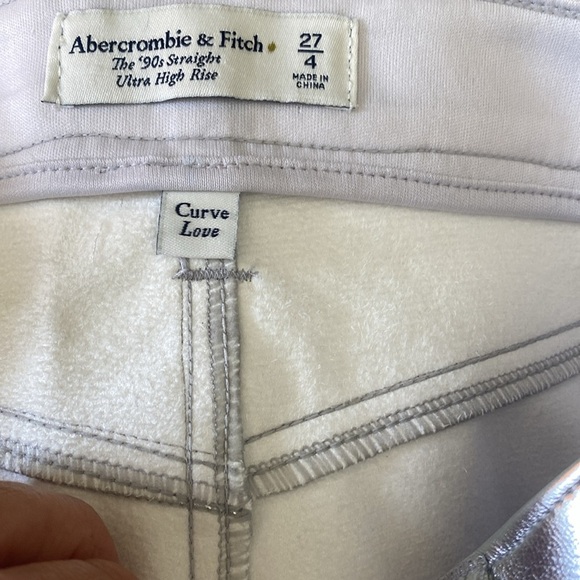 Abercrombie & Fitch
The '90s Straight
Ultra High Rise
27
4
MADE IN
CHINA
Curve
Love